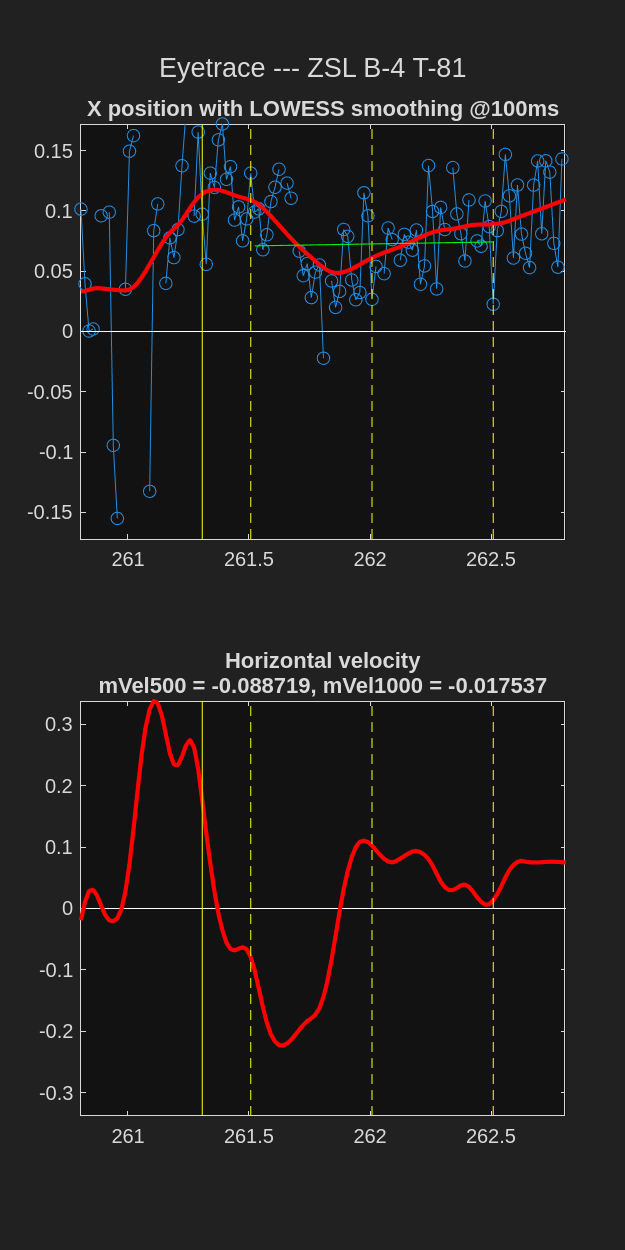 Eyetrace --- ZSL B-4 T-81
X position with LOWESS smoothing @100ms
0.15
0.1
0.05
0
-0.05
-0.1
-0.15
261 261.5 262 262.5
Horizontal velocity
mVel500 = -0.088719, mVel1000 = -0.017537
0.3
0.2
0.1
0
-0.1
-0.2
-0.3
261 261.5 262 262.5